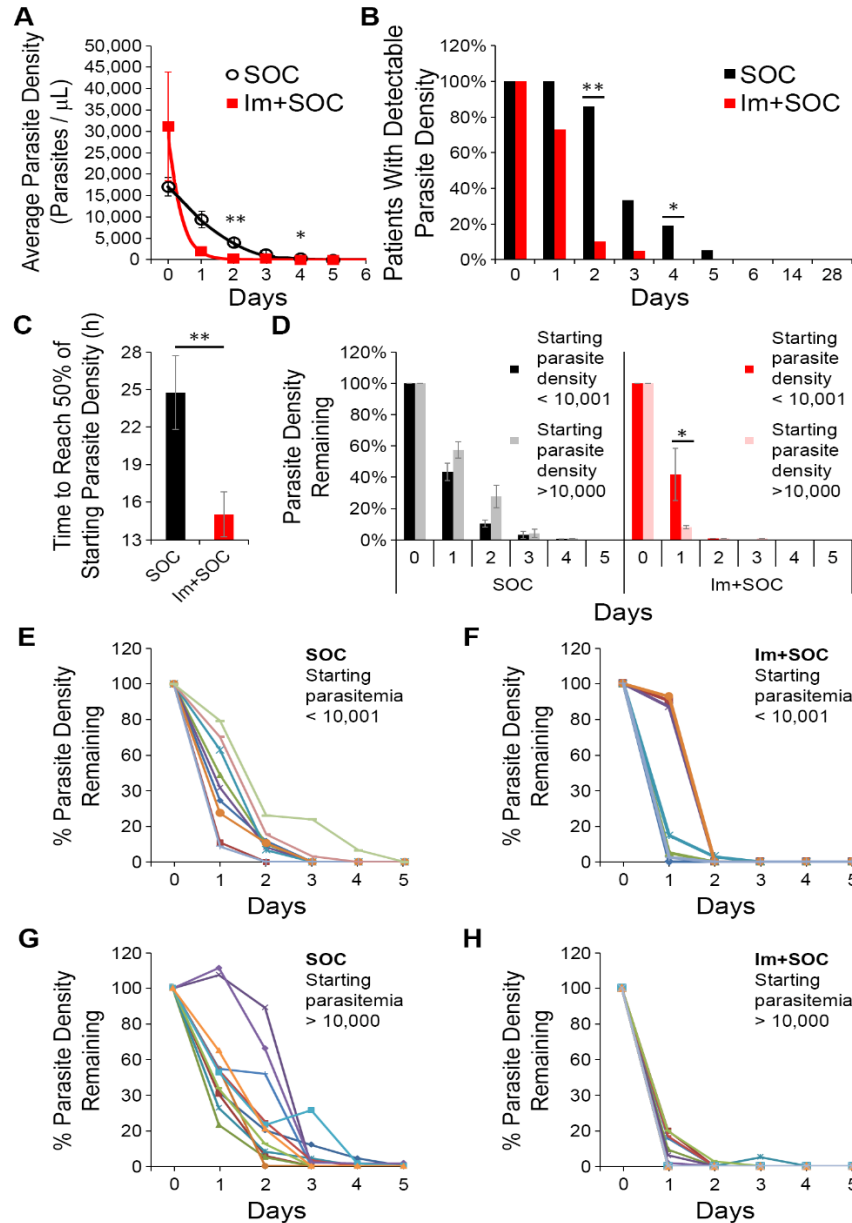 A
50,000
45,000
40,000
35,000
30,000
25,000
20,000
15,000
10,000
5,000
0
Average Parasite Density
(Parasites / μL)
SOC
Im+SOC
**
*
0 1 2 3 4 5 6
Days
B
120%
100%
80%
60%
40%
20%
0%
Patients With Detectable
Parasite Density
SOC
Im+SOC
**
*
0 1 2 3 4 5 6 14 28
Days
C
28
25
22
19
16
13
Time to Reach 50% of
Starting Parasite Density (h)
**
SOC
Im+SOC
D
120%
100%
80%
60%
40%
20%
0%
Parasite Density
Remaining
Starting
parasite
density
< 10,001
Starting
parasite
density
>10,000
Starting
parasite
density
< 10,001
Starting
parasite
density
>10,000
*
0 1 2 3 4 5 0 1 2 3 4 5
SOC Im+SOC
Days
E
120
100
80
60
30
20
0
% Parasite Density
Remaining
SOC
Starting
parasitemia
< 10,001
0 1 2 3 4 5
Days
F
120
100
80
60
30
20
0
% Parasite Density
Remaining
Im+SOC
Starting
parasitemia
< 10,001
0 1 2 3 4 5
Days
G
120
100
80
60
30
20
0
% Parasite Density
Remaining
SOC
Starting
parasitemia
> 10,000
0 1 2 3 4 5
Days
H
120
100
80
60
30
20
0
% Parasite Density
Remaining
Im+SOC
Starting
parasitemia
> 10,000
0 1 2 3 4 5
Days